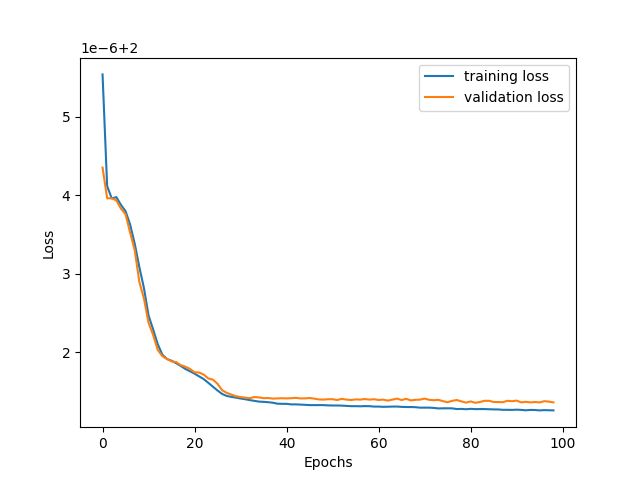 1e−6+2
training loss
validation loss
5
4
3
2
Loss
0 20 40 60 80 100
Epochs